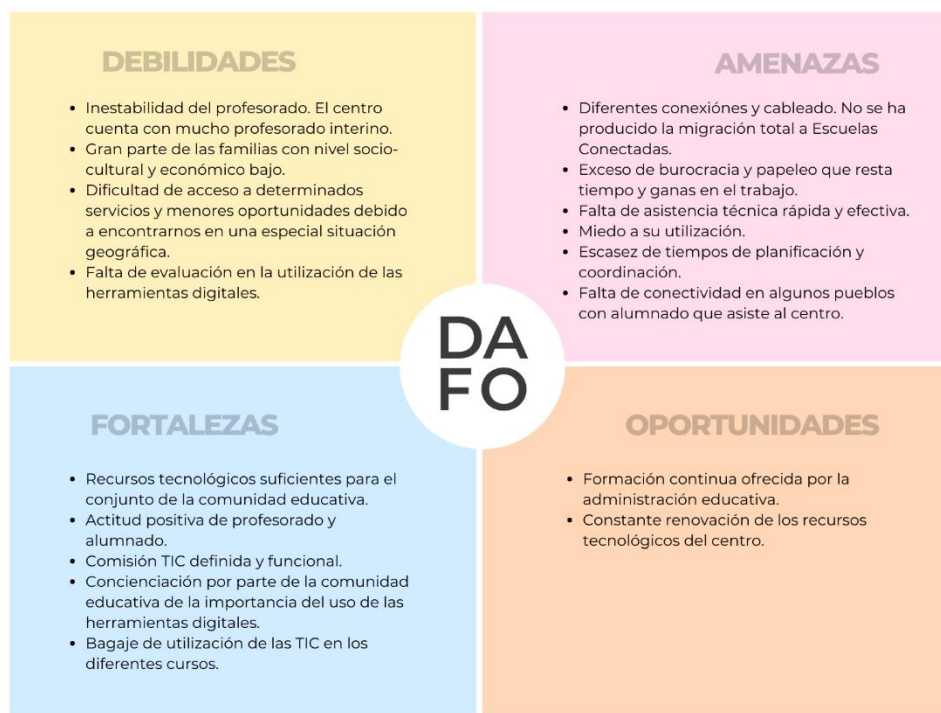 DEBILIDADES
• Inestabilidad del profesorado. El centro
cuenta con mucho profesorado interino.
• Gran parte de las familias con nivel socio-
cultural y económico bajo.
• Dificultad de acceso a determinados
servicios y menores oportunidades debido
a encontrarnos en una especial situación
geográfica.
• Falta de evaluación en la utilización de las
herramientas digitales.
AMENAZAS
• Diferentes conexiónes y cableado. No se ha
producido la migración total a Escuelas
Conectadas.
• Exceso de burocracia y papeleo que resta
tiempo y ganas en el trabajo.
• Falta de asistencia técnica rápida y efectiva.
• Miedo a su utilización.
• Escasez de tiempos de planificación y
coordinación.
• Falta de conectividad en algunos pueblos
con alumnado que asiste al centro.
DA
FO
FORTALEZAS
• Recursos tecnológicos suficientes para el
conjunto de la comunidad educativa.
• Actitud positiva de profesorado y
alumnado.
• Comisión TIC definida y funcional.
• Concienciación por parte de la comunidad
educativa de la importancia del uso de las
herramientas digitales.
• Bagaje de utilización de las TIC en los
diferentes cursos.
OPORTUNIDADES
• Formación continua ofrecida por la
administración educativa.
• Constante renovación de los recursos
tecnológicos del centro.